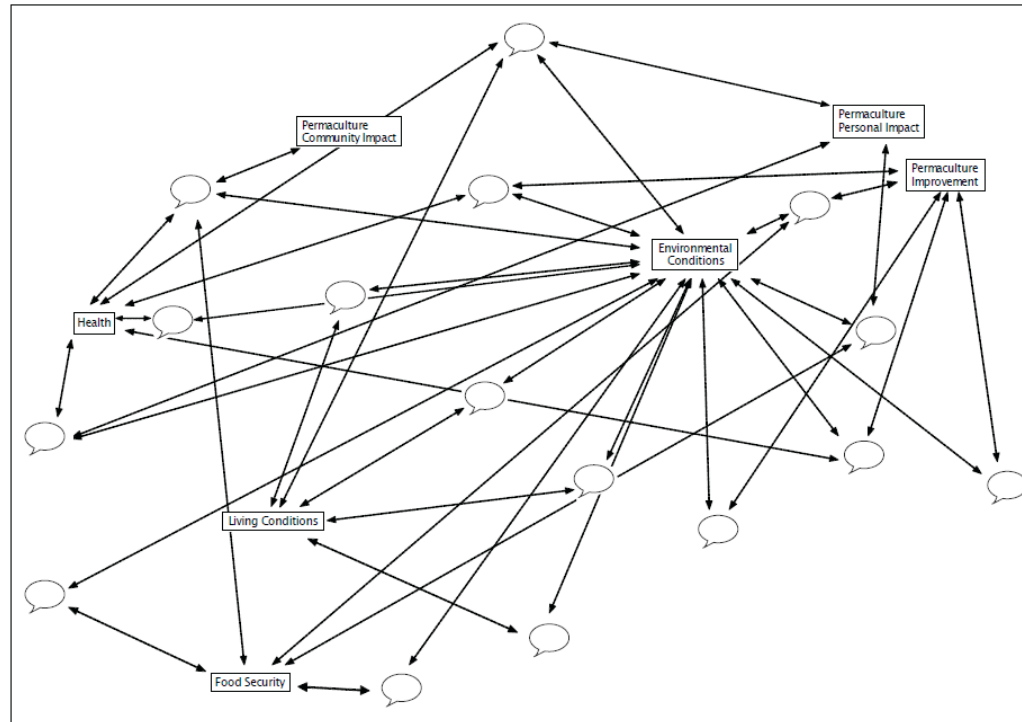 Permaculture
Community Impact
Permaculture
Personal Impact
Permaculture
Improvement
Environmental
Conditions
Health
Living Conditions
Food Security